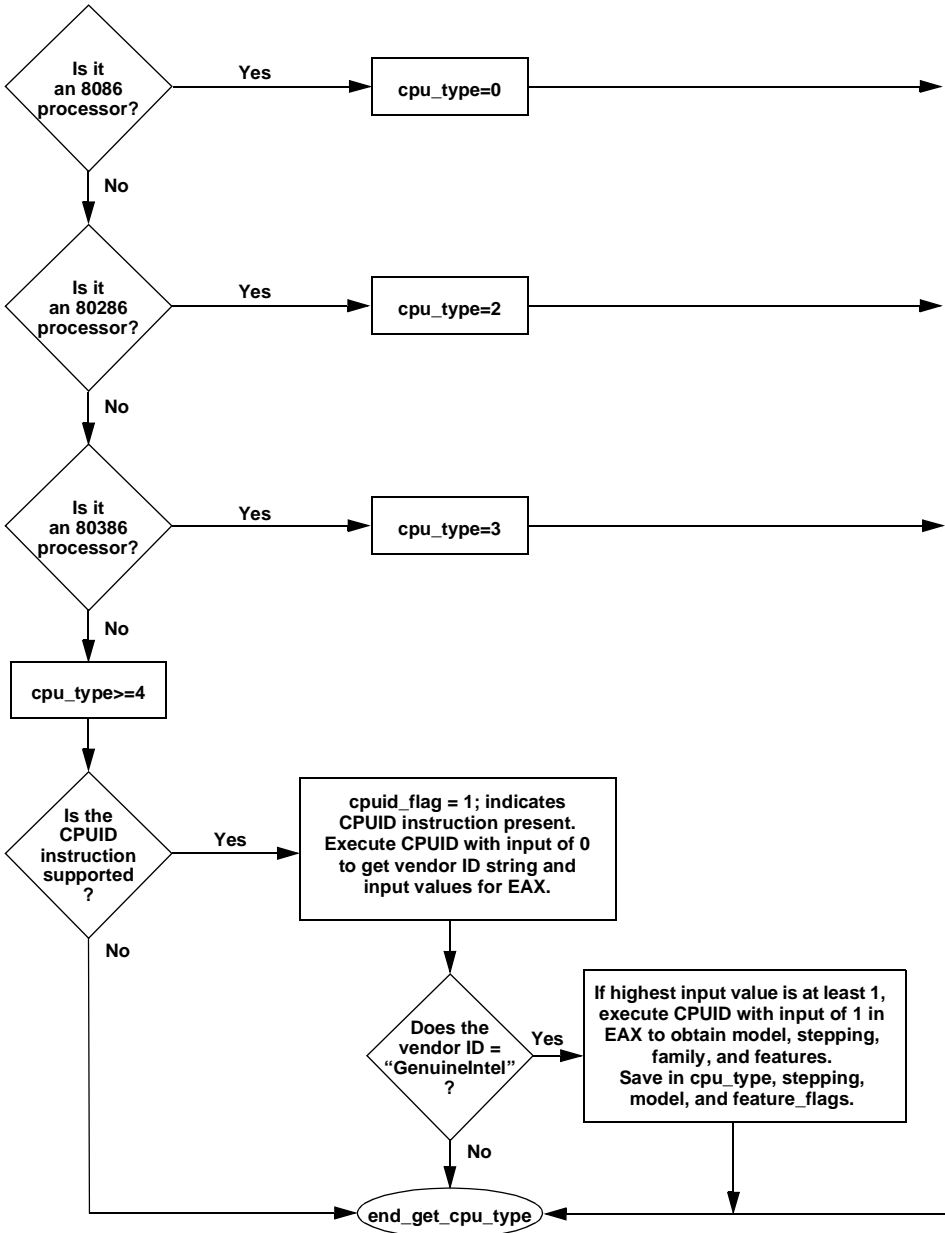 Is it
an 8086
processor?
Yes
cpu_type=0
No
Is it
an 80286
processor?
Yes
cpu_type=2
No
Is it
an 80386
processor?
Yes
cpu_type=3
No
cpu_type>=4
Is the
CPUID
instruction
supported
?
Yes
cpuid_flag = 1; indicates
CPUID instruction present.
Execute CPUID with input of 0
to get vendor ID string and
input values for EAX.
No
Does the
vendor ID =
“GenuineIntel”
?
Yes
If highest input value is at least 1,
execute CPUID with input of 1 in
EAX to obtain model, stepping,
family, and features.
Save in cpu_type, stepping,
model, and feature_flags.
No
end_get_cpu_type